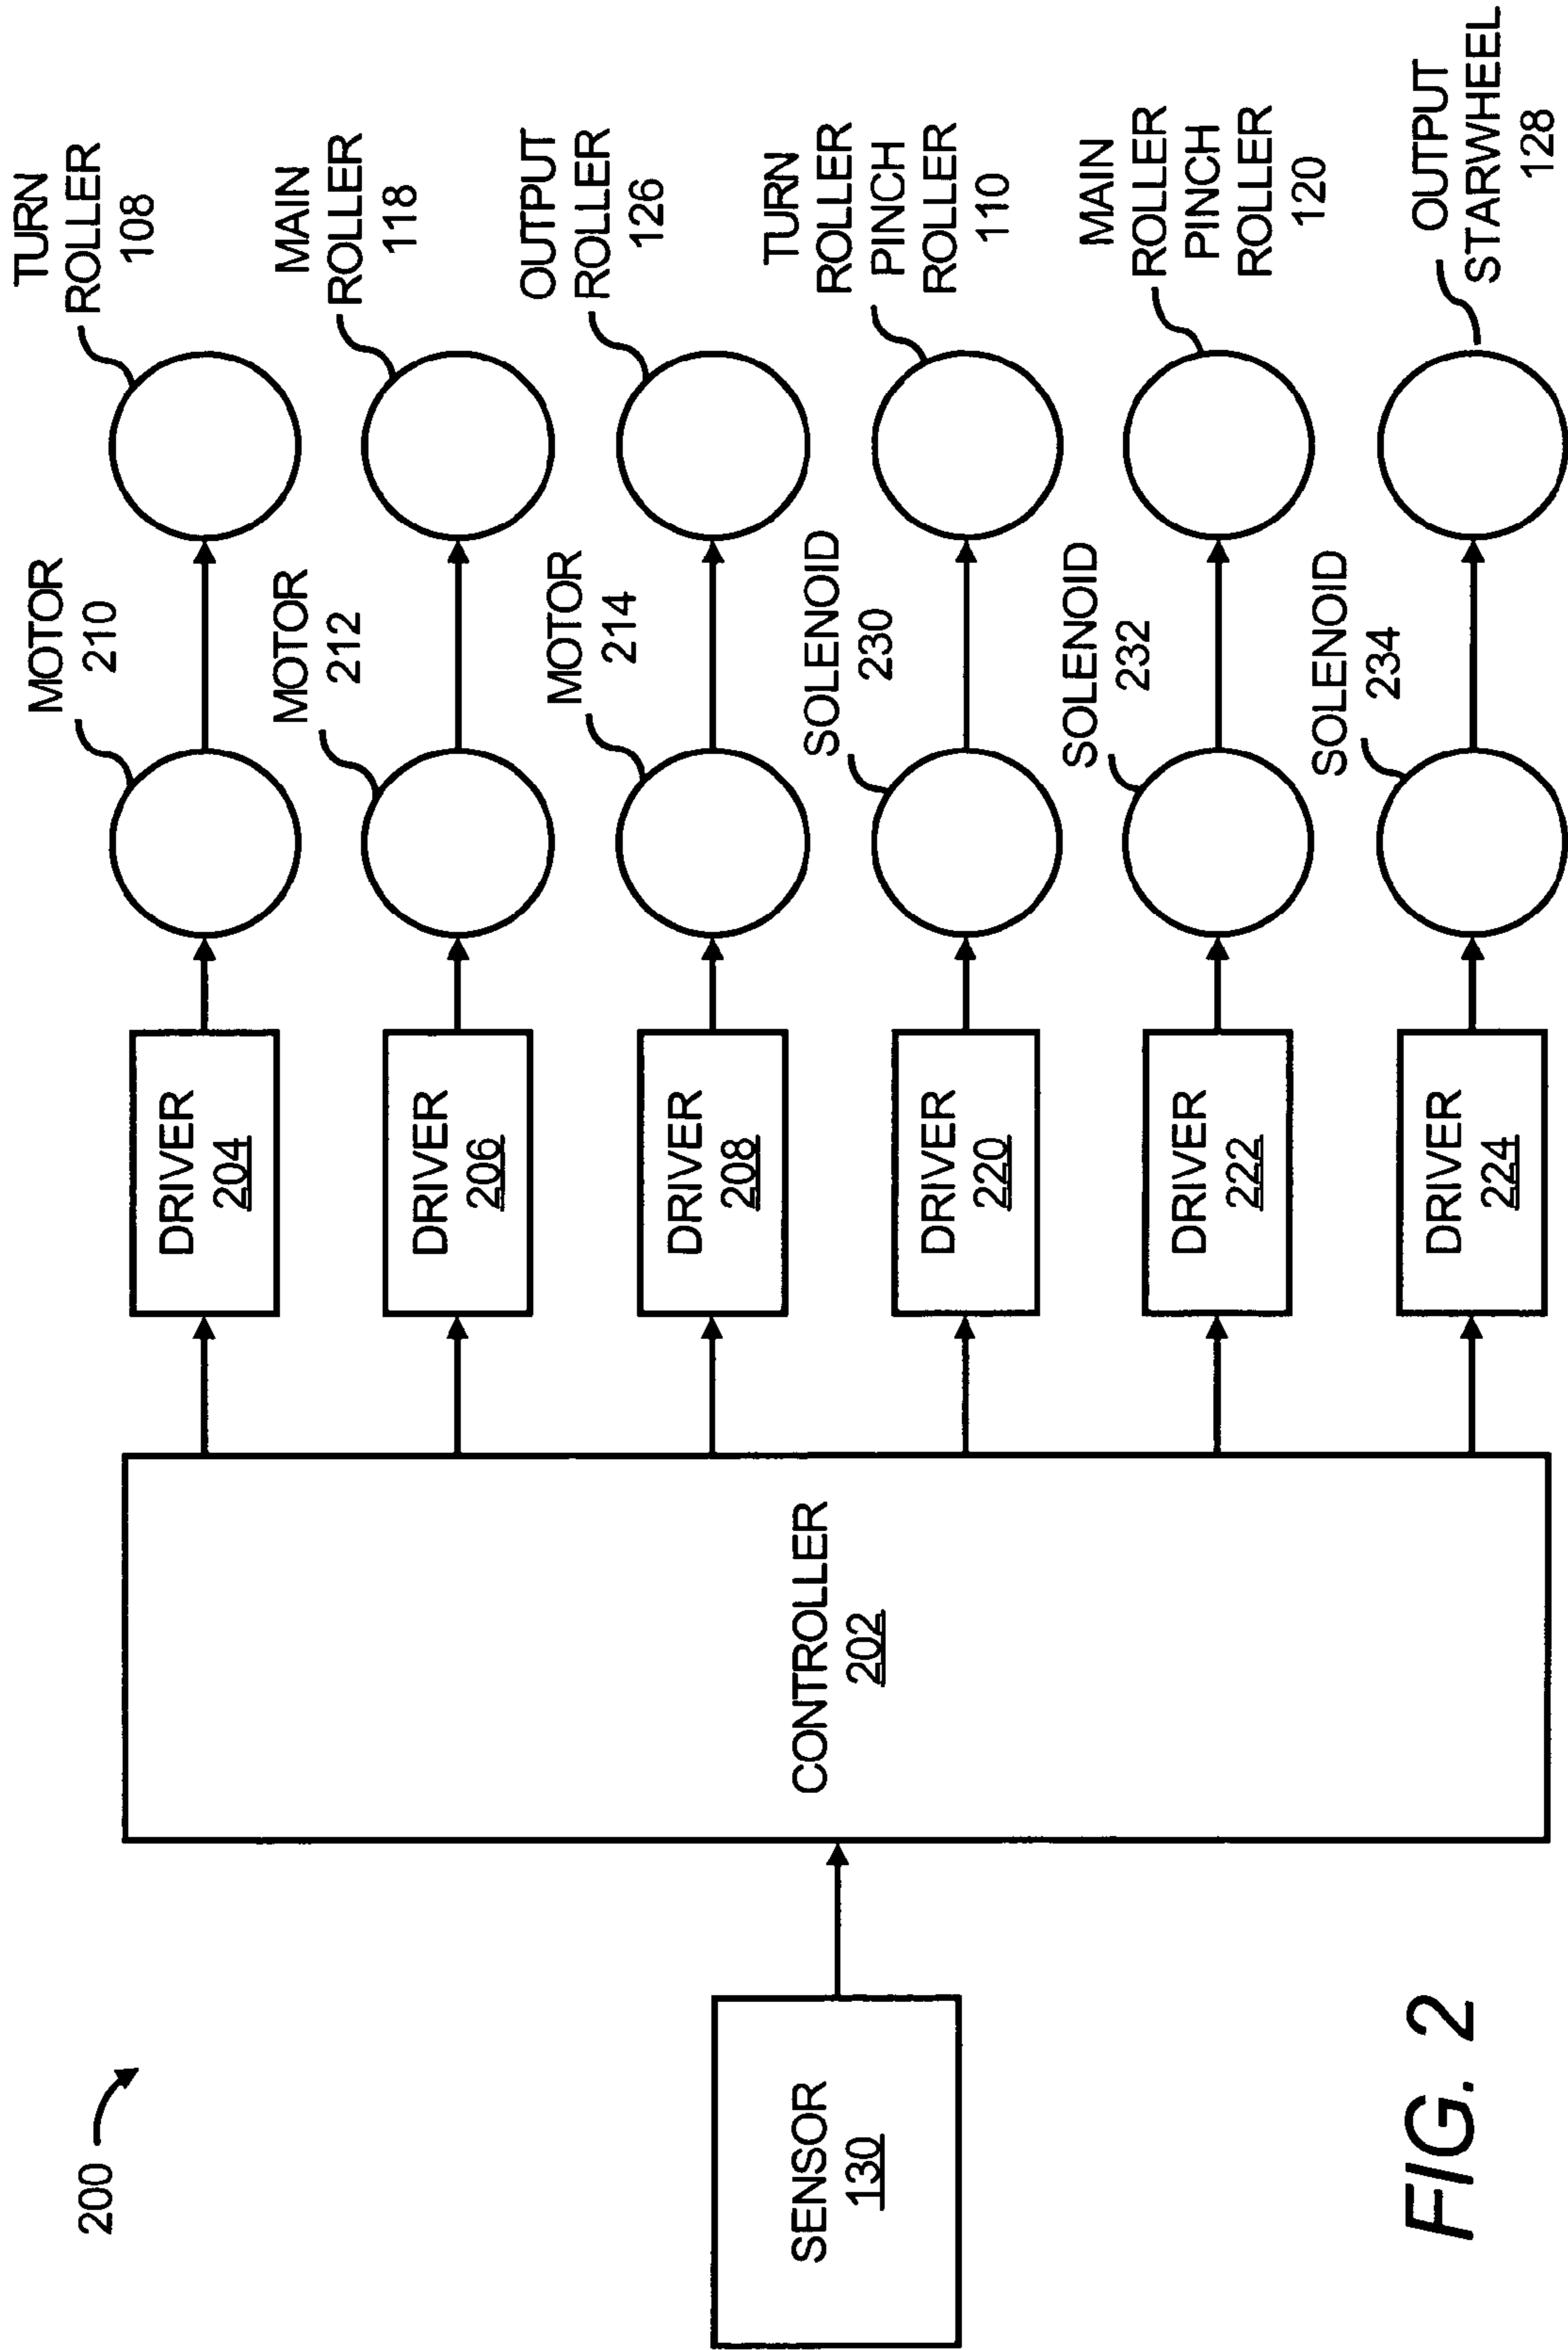 200
SENSOR
130
CONTROLLER
202
DRIVER
204
DRIVER
206
DRIVER
208
DRIVER
220
DRIVER
222
DRIVER
224
MOTOR
210
MOTOR
212
MOTOR
214
SOLENOID
230
SOLENOID
232
SOLENOID
234
TURN
ROLLER
108
MAIN
ROLLER
118
OUTPUT
ROLLER
126
TURN
ROLLER
PINCH
ROLLER
110
MAIN
ROLLER
PINCH
ROLLER
120
OUTPUT
STARWHEEL
128
FIG. 2